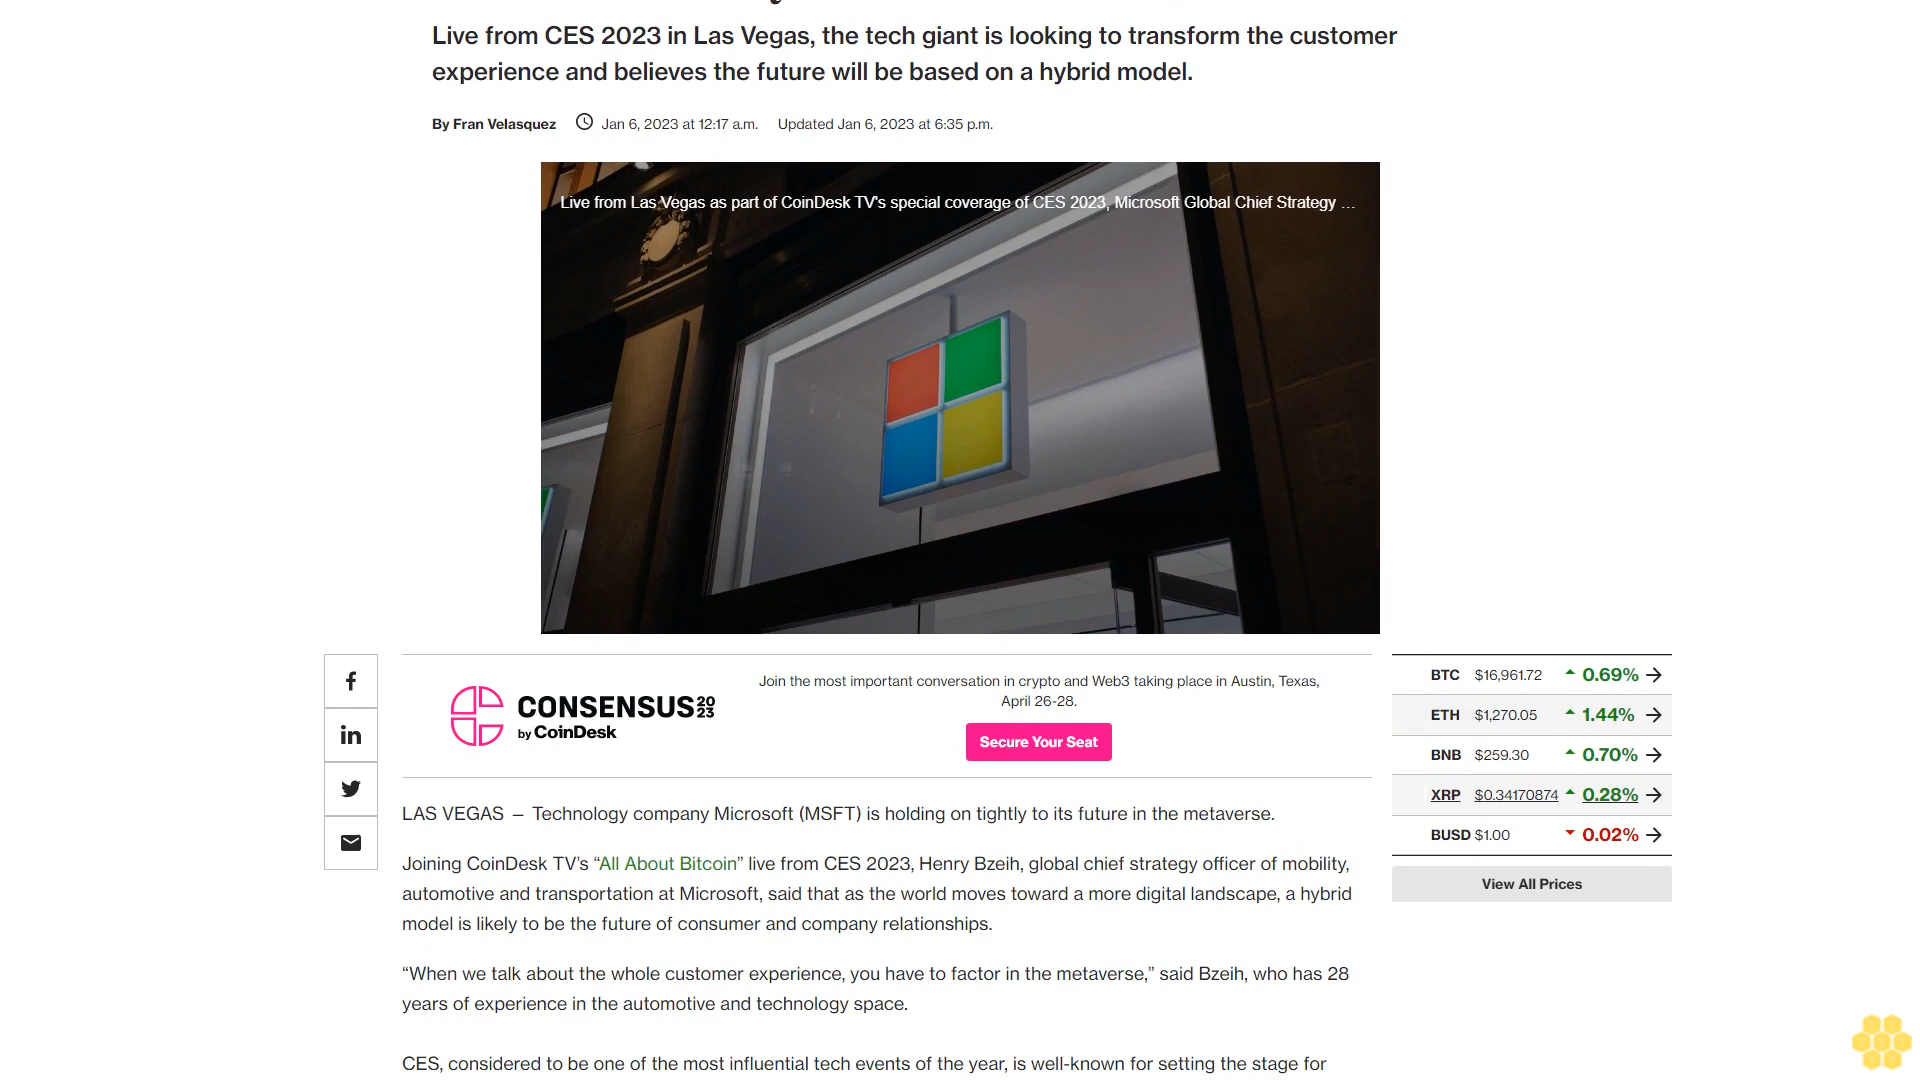 Live from CES 2023 in Las Vegas, the tech giant is looking to transform the customer
experience and believes the future will be based on a hybrid model.
By Fran Velasquez Jan 6, 2023 at 12:17 a.m. Updated Jan 6, 2023 at 6:35 p.m.
Live from Las Vegas as part of CoinDesk TV's special coverage of CES 2023, Microsoft Global Chief Strategy ...
CONSENSUS 2023
by CoinDesk
Join the most important conversation in crypto and Web3 taking place in Austin, Texas,
April 26-28.
Secure Your Seat
BTC $16,961.72 0.69%
ETH $1,270.05 1.44%
BNB $259.30 0.70%
XRP $0.34170874 0.28%
BUSD $1.00 0.02%
View All Prices
LAS VEGAS — Technology company Microsoft (MSFT) is holding on tightly to its future in the metaverse.
Joining CoinDesk TV’s “All About Bitcoin” live from CES 2023, Henry Bzeih, global chief strategy officer of mobility,
automotive and transportation at Microsoft, said that as the world moves toward a more digital landscape, a hybrid
model is likely to be the future of consumer and company relationships.
“When we talk about the whole customer experience, you have to factor in the metaverse,” said Bzeih, who has 28
years of experience in the automotive and technology space.
CES, considered to be one of the most influential tech events of the year, is well-known for setting the stage for